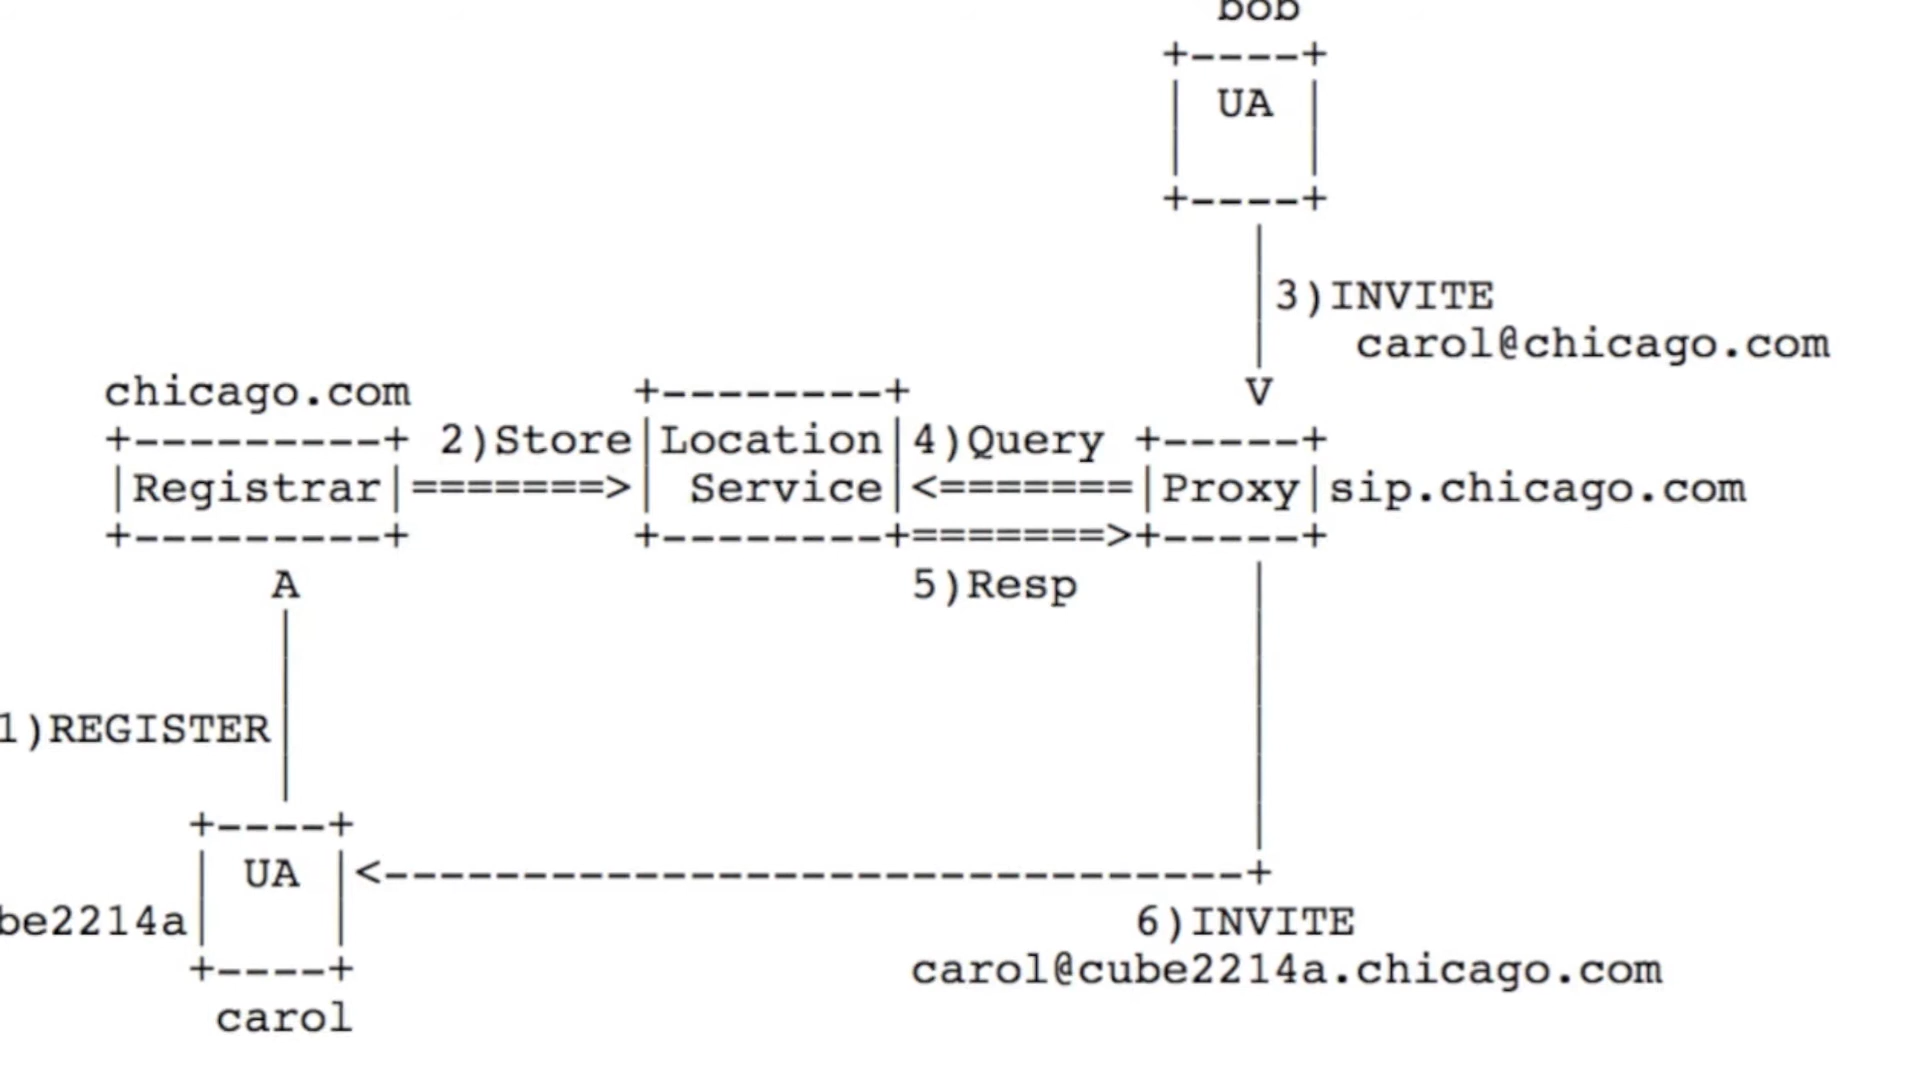 bob
+----+
| UA |
|    |
+----+
|
|3)INVITE
|   carol@chicago.com
chicago.com        +--------+            V
+---------+ 2)Store|Location|4)Query +-----+
|Registrar|=======>| Service|<=======|Proxy|sip.chicago.com
+---------+        +--------+=======>+-----+
A                  5)Resp      |
|                              |
|                              |
1)REGISTER|                    |
|                              |
+----+                         |
| UA |<-------------------------------+
be2214a|    |            6)INVITE
+----+      carol@cube2214a.chicago.com
carol